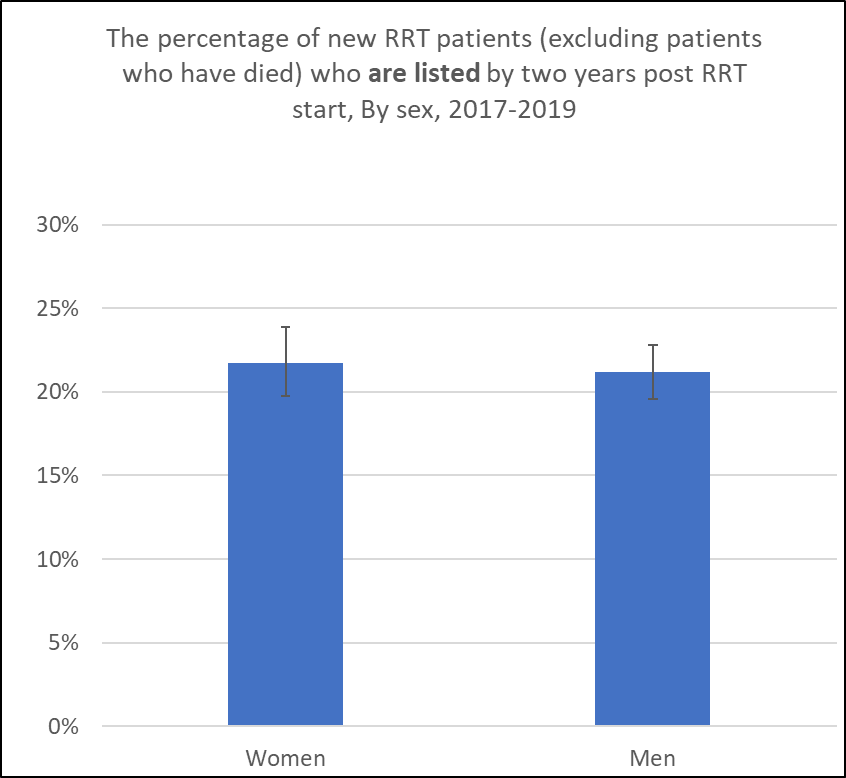 The percentage of new RRT patients (excluding patients
who have died) who are listed by two years post RRT
start, By sex, 2017-2019
30%
25%
20%
15%
10%
5%
0%
Women
Men